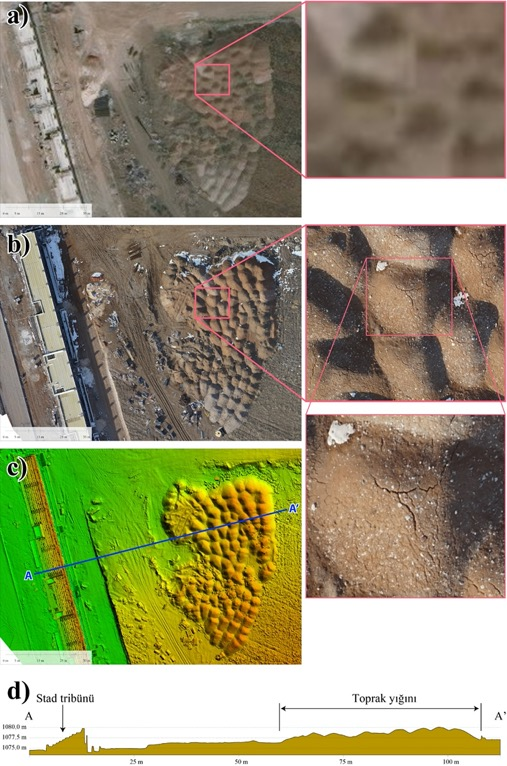 a)
b)
c)
A
A'
d)
Stad tribünü
Toprak yığını
A
A'
1080,0 m
1077,5 m
1075,0 m
25 m
50 m
75 m
100 m